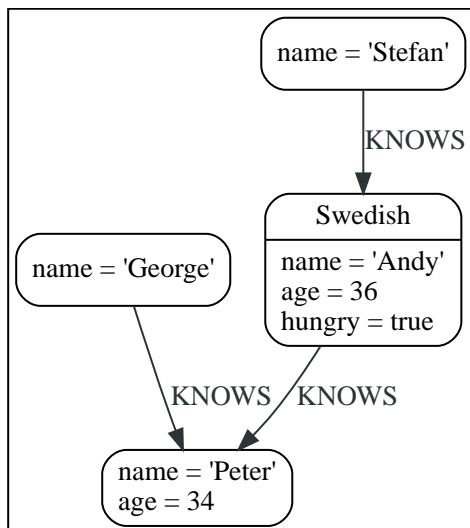 name = 'Stefan'
KNOWS
Swedish
name = 'Andy'
age = 36
hungry = true
name = 'George'
KNOWS
KNOWS
name = 'Peter'
age = 34